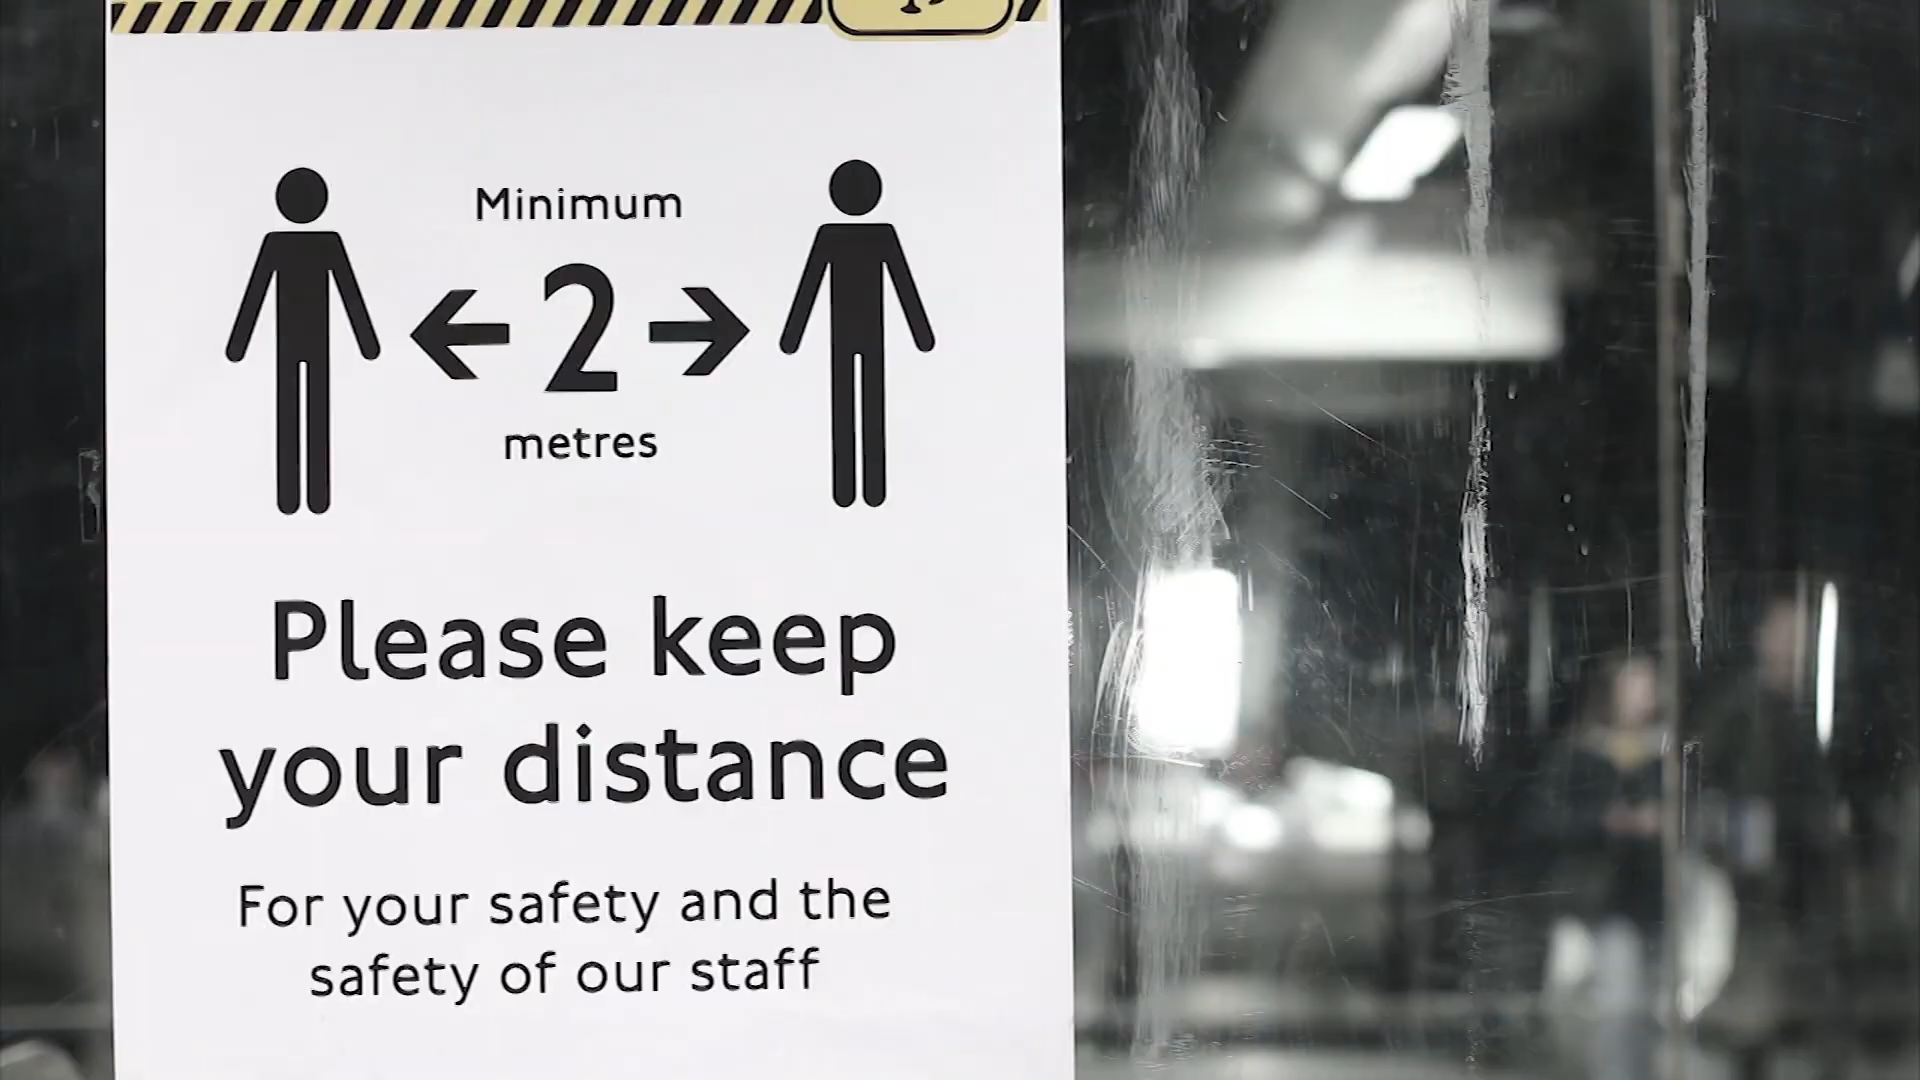 Minimum
2
metres
Please keep
your distance
For your safety and the
safety of our staff